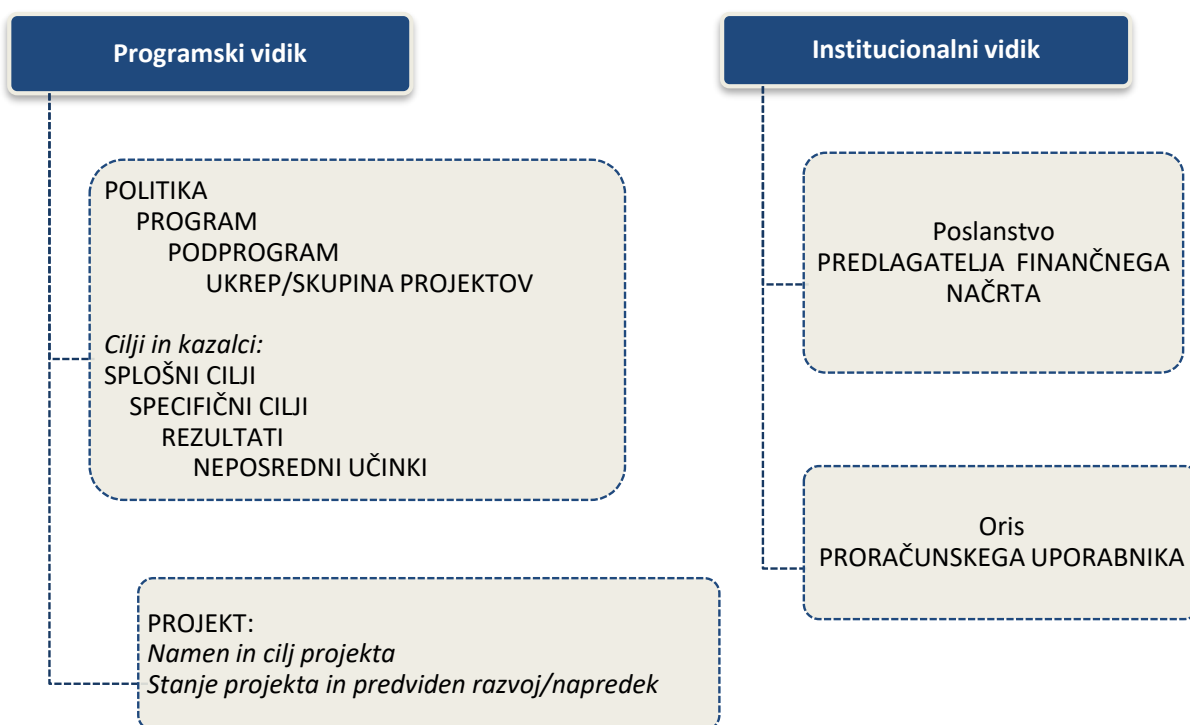 Programski vidik
POLITIKA
PROGRAM
PODPROGRAM
UKREP/SKUPINA PROJEKTOV
Cilji in kazalci:
SPLOŠNI CILJI
SPECIFIČNI CILJI
REZULTATI
NEPOSREDNI UČINKI
PROJEKT:
Namen in cilj projekta
Stanje projekta in predviden razvoj/napredek
Institucionalni vidik
Poslanstvo
PREDLAGATELJA FINANČNEGA
NAČRTA
Oris
PRORAČUNSKEGA UPORABNIKA